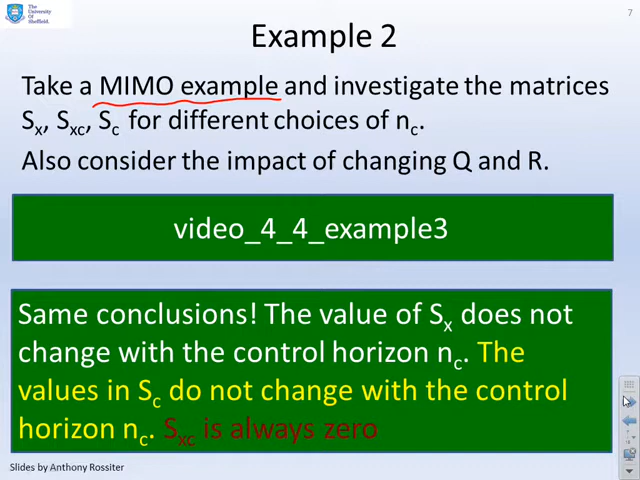 The
University
Of
Sheffield.
7
Example 2
Take a MIMO example and investigate the matrices
Sx, Sxc, Sc for different choices of nc.
Also consider the impact of changing Q and R.
video_4_4_example3
Same conclusions! The value of Sx does not
change with the control horizon nc. The
values in Sc do not change with the control
horizon nc. Sxc is always zero
Slides by Anthony Rossiter